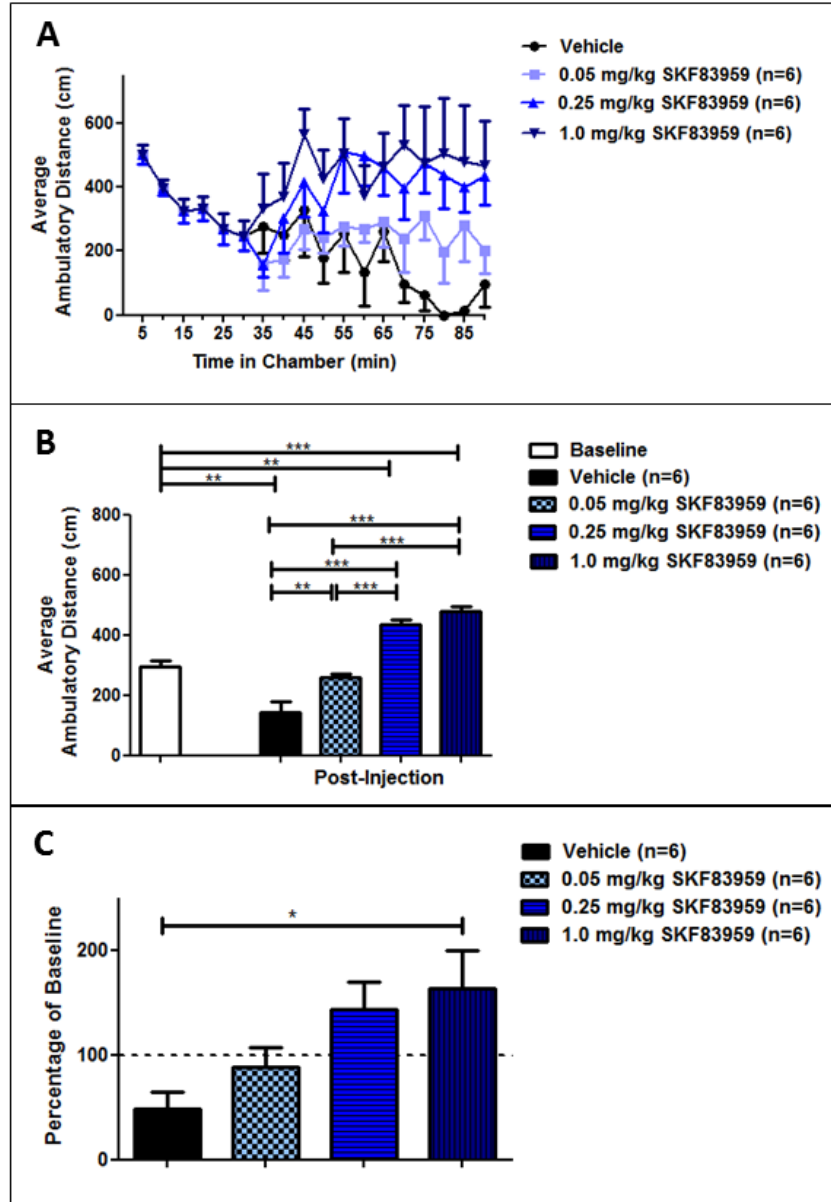 A
Vehicle
0.05 mg/kg SKF83959 (n=6)
0.25 mg/kg SKF83959 (n=6)
1.0 mg/kg SKF83959 (n=6)
Average
Ambulatory Distance (cm)
600
400
200
0
5 15 25 35 45 55 65 75 85
Time in Chamber (min)
B
Baseline
Vehicle (n=6)
0.05 mg/kg SKF83959 (n=6)
0.25 mg/kg SKF83959 (n=6)
1.0 mg/kg SKF83959 (n=6)
***
**
**
***
***
***
** ***
Average
Ambulatory Distance (cm)
800
600
400
200
0
Post-Injection
C
Vehicle (n=6)
0.05 mg/kg SKF83959 (n=6)
0.25 mg/kg SKF83959 (n=6)
1.0 mg/kg SKF83959 (n=6)
*
Percentage of Baseline
200
100
0